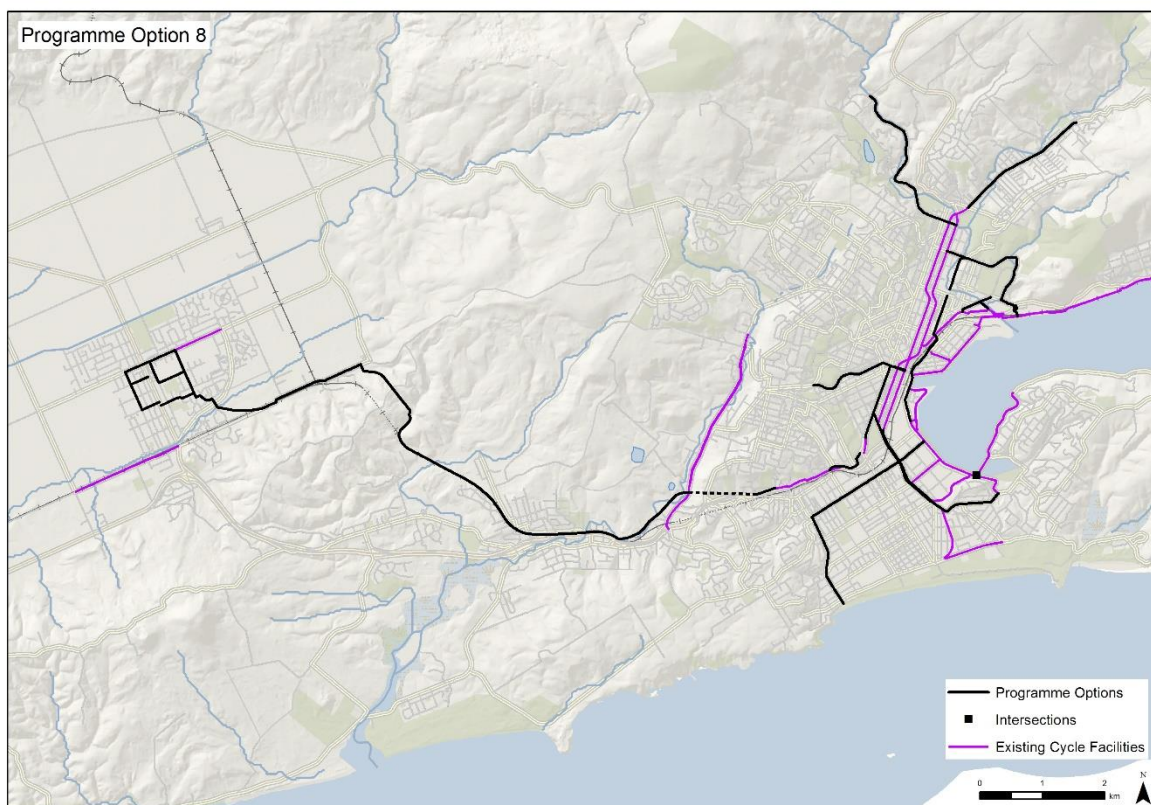 Programme Option 8
Programme Options
Intersections
Existing Cycle Facilities
0 1 2
km
N